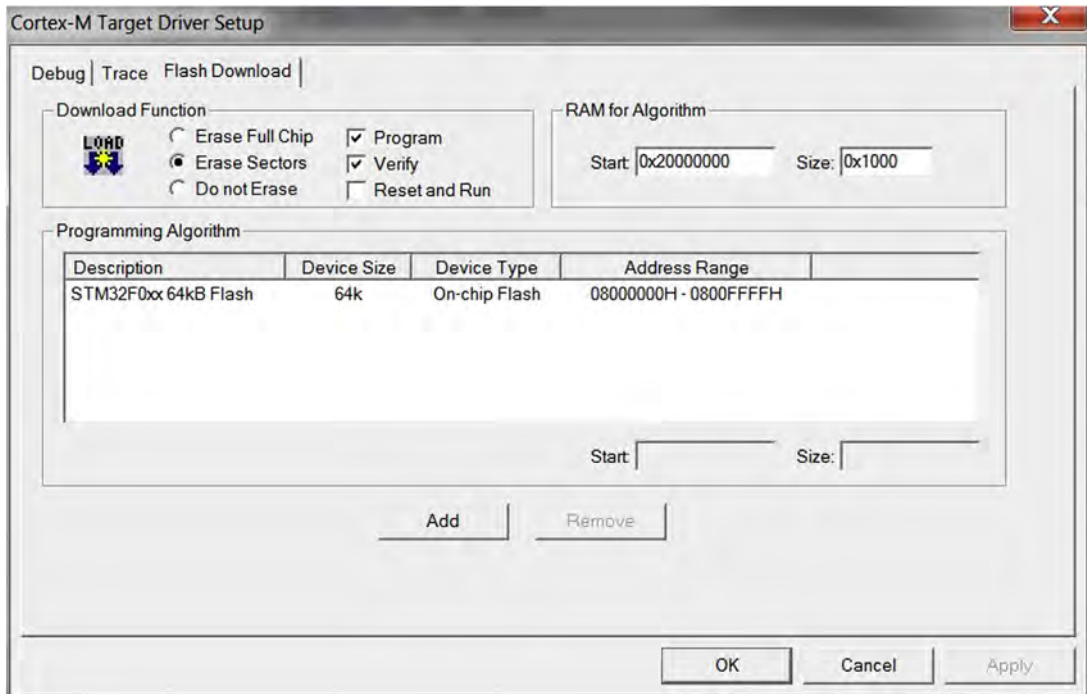 Cortex-M Target Driver Setup
X
Debug Trace Flash Download
Download Function
LOAD
Erase Full Chip
Erase Sectors
Do not Erase
Program
Verify
Reset and Run
RAM for Algorithm
Start: 0x20000000 Size: 0x1000
Programming Algorithm
Description Device Size Device Type Address Range
STM32F0xx 64kB Flash 64k On-chip Flash 08000000H - 0800FFFFH
Start: Size:
Add Remove
OK Cancel Apply